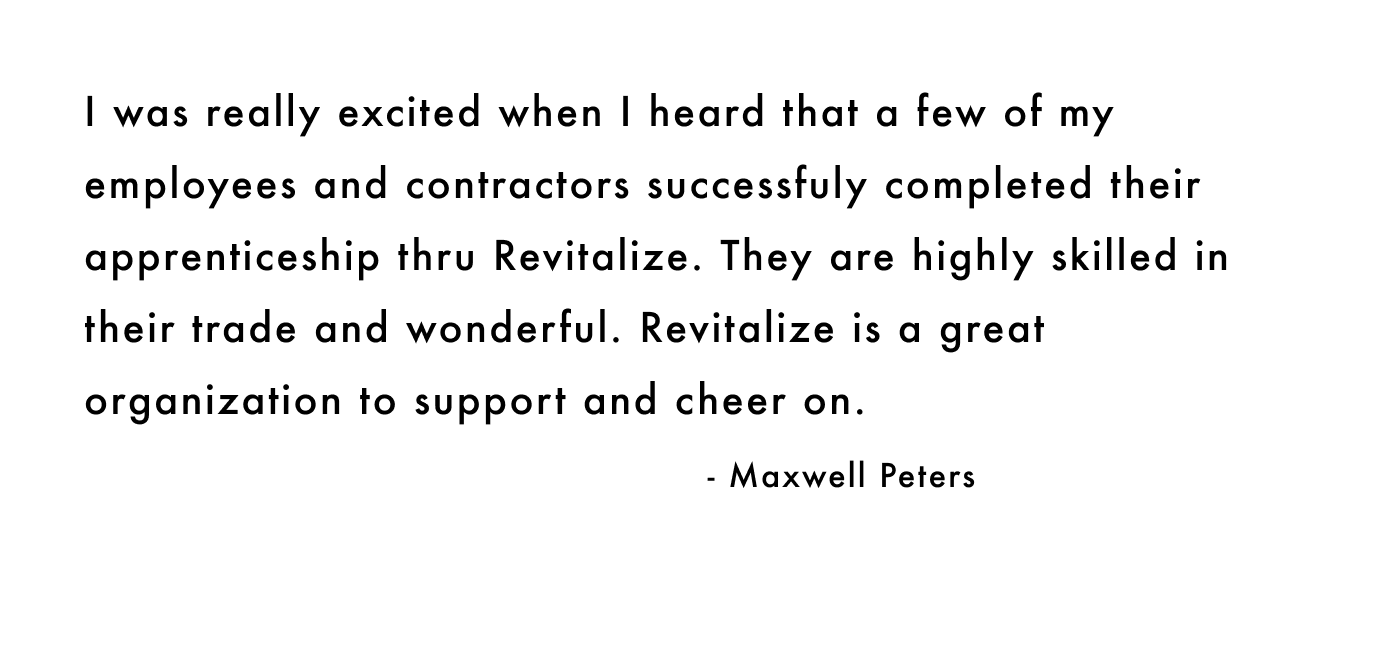 I was really excited when I heard that a few of my
employees and contractors successfuly completed their
apprenticeship thru Revitalize. They are highly skilled in
their trade and wonderful. Revitalize is a great
organization to support and cheer on.
- Maxwell Peters